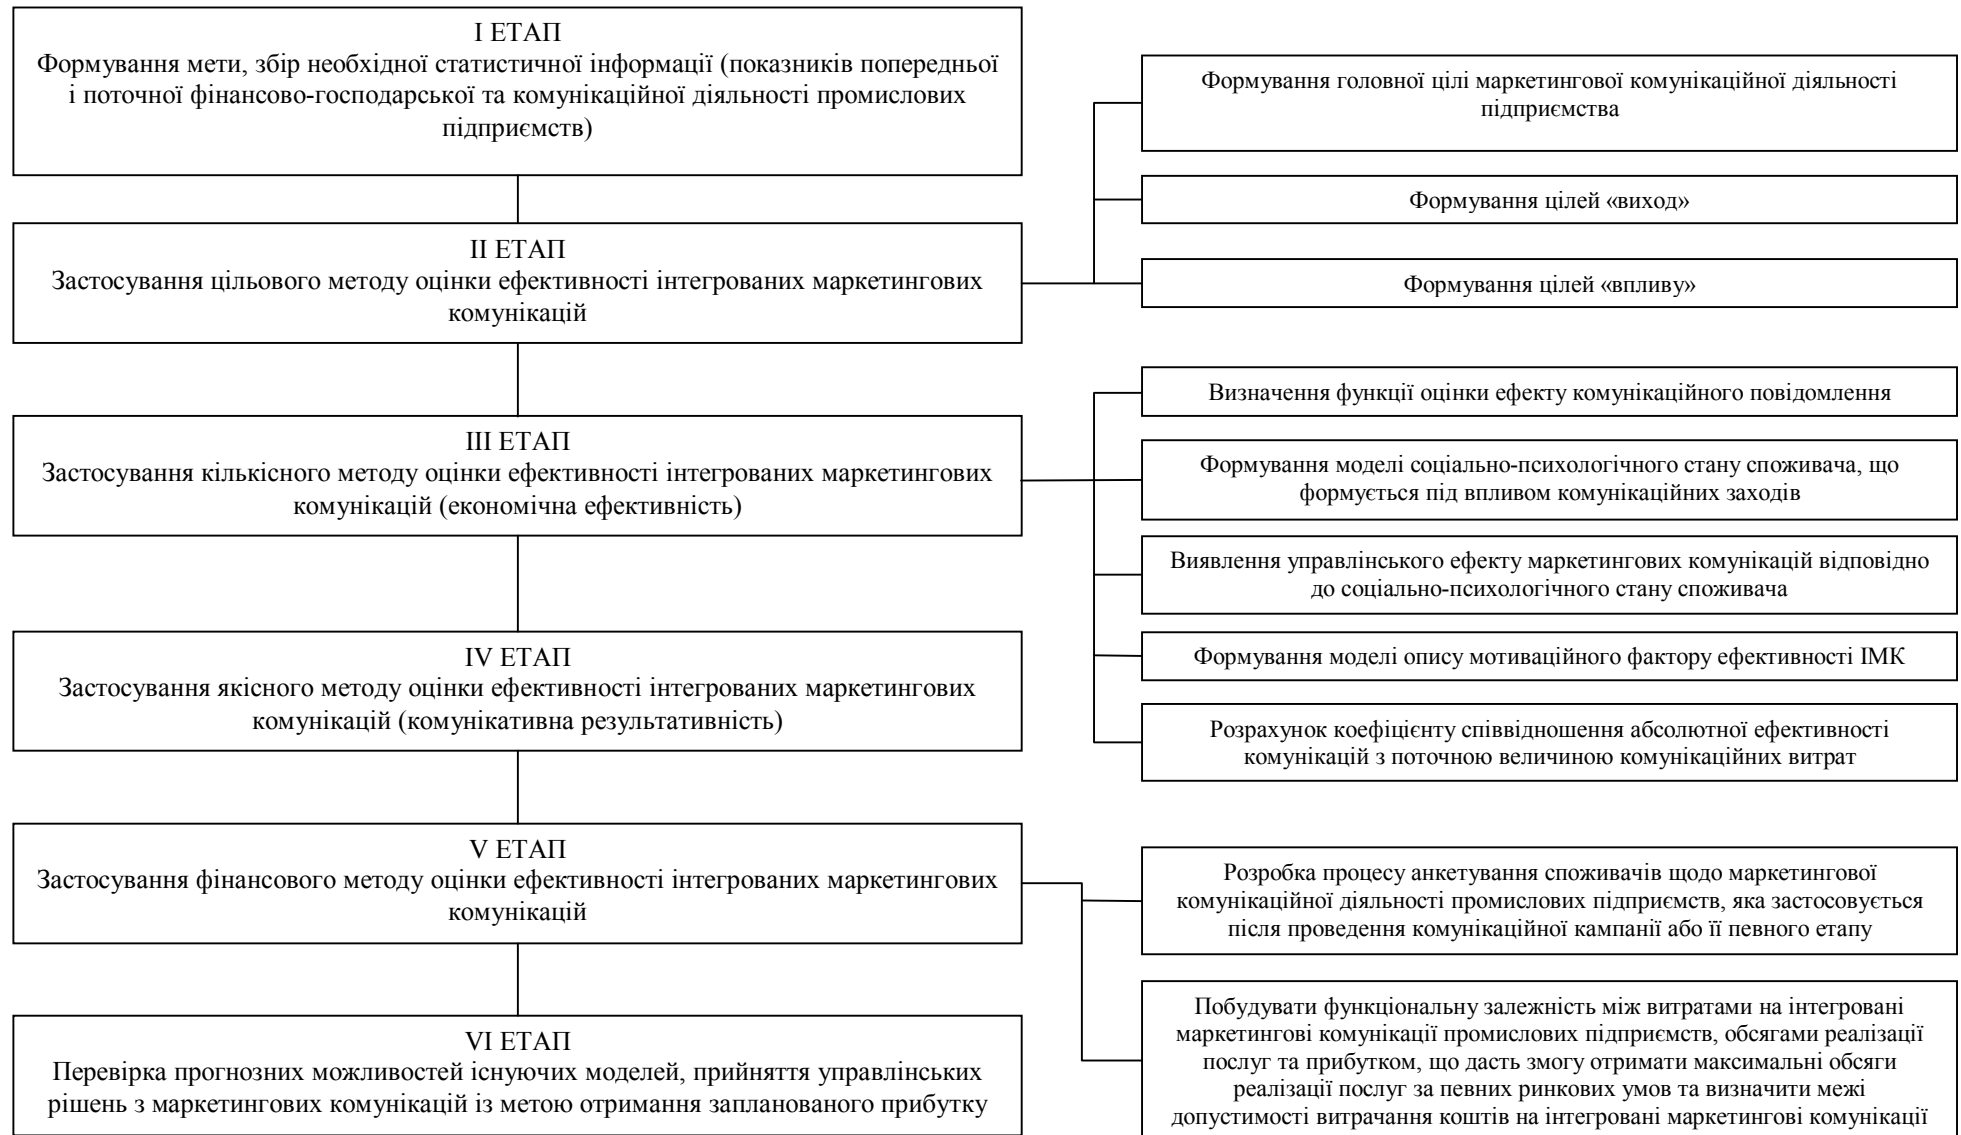 І ЕТАП
Формування мети, збір необхідної статистичної інформації (показників попередньої
і поточної фінансово-господарської та комунікаційної діяльності промислових
підприємств)
ІІ ЕТАП
Застосування цільового методу оцінки ефективності інтегрованих маркетингових
комунікацій
Формування головної цілі маркетингової комунікаційної діяльності
підприємства
Формування цілей «виход»
Формування цілей «впливу»
ІІІ ЕТАП
Застосування кількісного методу оцінки ефективності інтегрованих маркетингових
комунікацій (економічна ефективність)
Визначення функції оцінки ефекту комунікаційного повідомлення
Формування моделі соціально-психологічного стану споживача, що
формується під впливом комунікаційних заходів
Виявлення управлінського ефекту маркетингових комунікацій відповідно
до соціально-психологічного стану споживача
Формування моделі опису мотиваційного фактору ефективності ІМК
Розрахунок коефіцієнту співвідношення абсолютної ефективності
комунікацій з поточною величиною комунікаційних витрат
IV ЕТАП
Застосування якісного методу оцінки ефективності інтегрованих маркетингових
комунікацій (комунікативна результативність)
V ЕТАП
Застосування фінансового методу оцінки ефективності інтегрованих маркетингових
комунікацій
Розробка процесу анкетування споживачів щодо маркетингової
комунікаційної діяльності промислових підприємств, яка застосовується
після проведення комунікаційної кампанії або її певного етапу
Побудувати функціональну залежність між витратами на інтегровані
маркетингові комунікації промислових підприємств, обсягами реалізації
послуг та прибутком, що дасть змогу отримати максимальні обсяги
реалізації послуг за певних ринкових умов та визначити межі
допустимості витрачання коштів на інтегровані маркетингові комунікації
VI ЕТАП
Перевірка прогнозних можливостей існуючих моделей, прийняття управлінських
рішень з маркетингових комунікацій із метою отримання запланованого прибутку